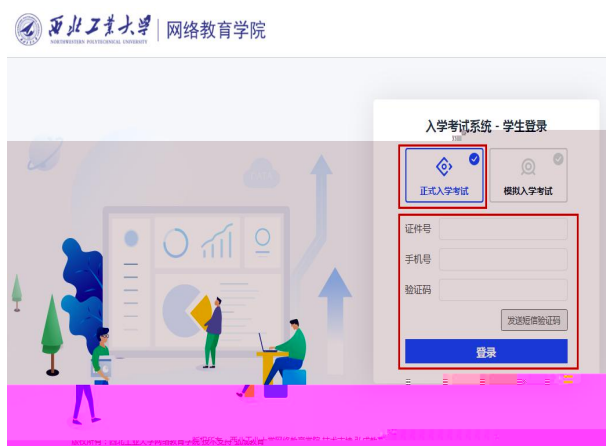 西北工业大学 网络教育学院
NORTHWESTERN POLYTECHNICAL UNIVERSITY
入学考试系统 - 学生登录
正式入学考试 模拟入学考试
证件号
手机号
验证码
发送短信验证码
登录